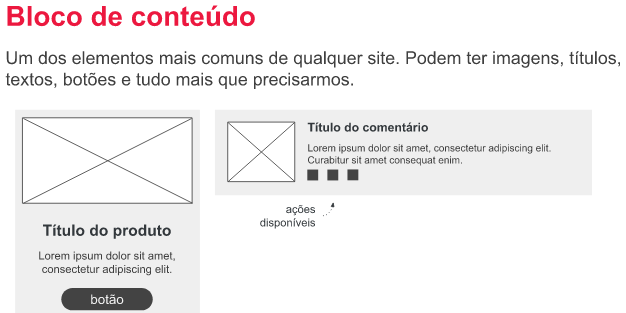 Bloco de conteúdo
Um dos elementos mais comuns de qualquer site. Podem ter imagens, títulos,
textos, botões e tudo mais que precisarmos.
Título do produto
Lorem ipsum dolor sit amet,
consectetur adipiscing elit.
botão
Título do comentário
Lorem ipsum dolor sit amet, consectetur adipiscing elit.
Curabitur sit amet consequat enim.
ações
disponíveis